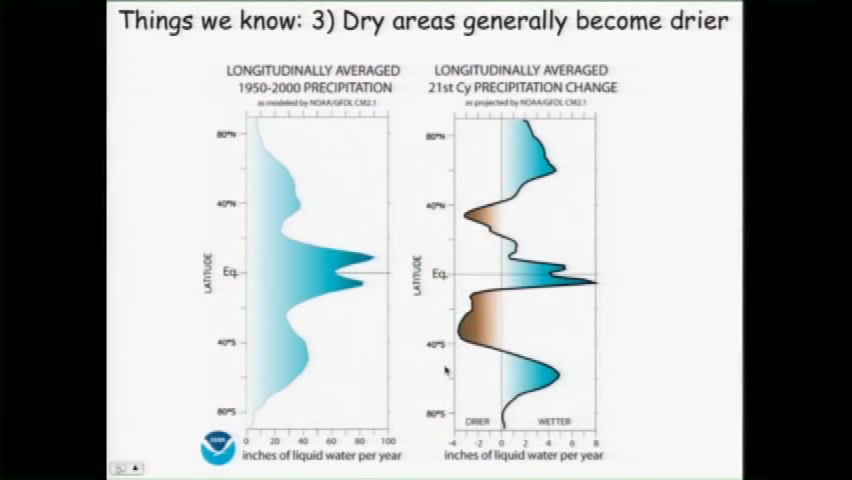 Things we know: 3) Dry areas generally become drier
LONGITUDINALLY AVERAGED
1950-2000 PRECIPITATION
as modeled by NOAA/GFDL CM2.1
80°N
40°N
Eq.
40°S
80°S
LATITUDE
0 20 40 60 80 100
inches of liquid water per year
LONGITUDINALLY AVERAGED
21st Cy PRECIPITATION CHANGE
as projected by NOAA/GFDL CM2.1
80°N
40°N
Eq.
40°S
80°S
LATITUDE
DRIER WETTER
-4 -2 0 2 4 6 8
inches of liquid water per year